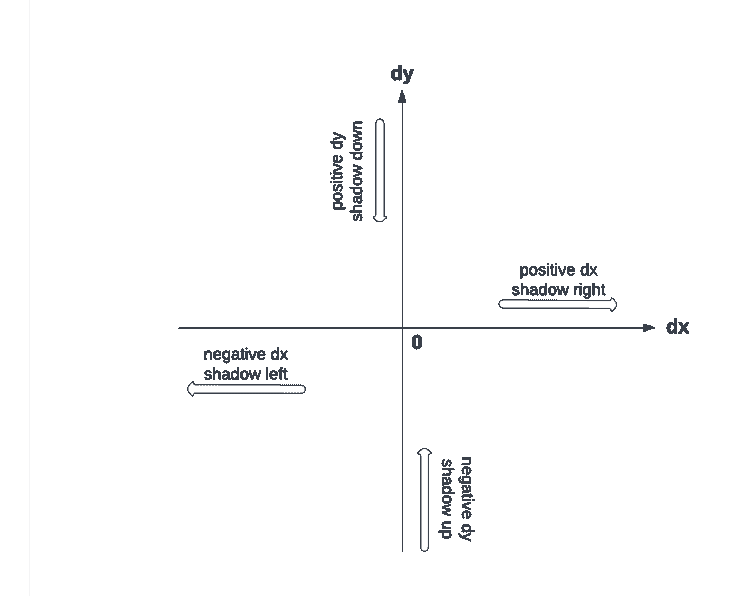 dy
positive dy
shadow down
positive dx
shadow right
dx
0
negative dx
shadow left
negative dy
shadow up